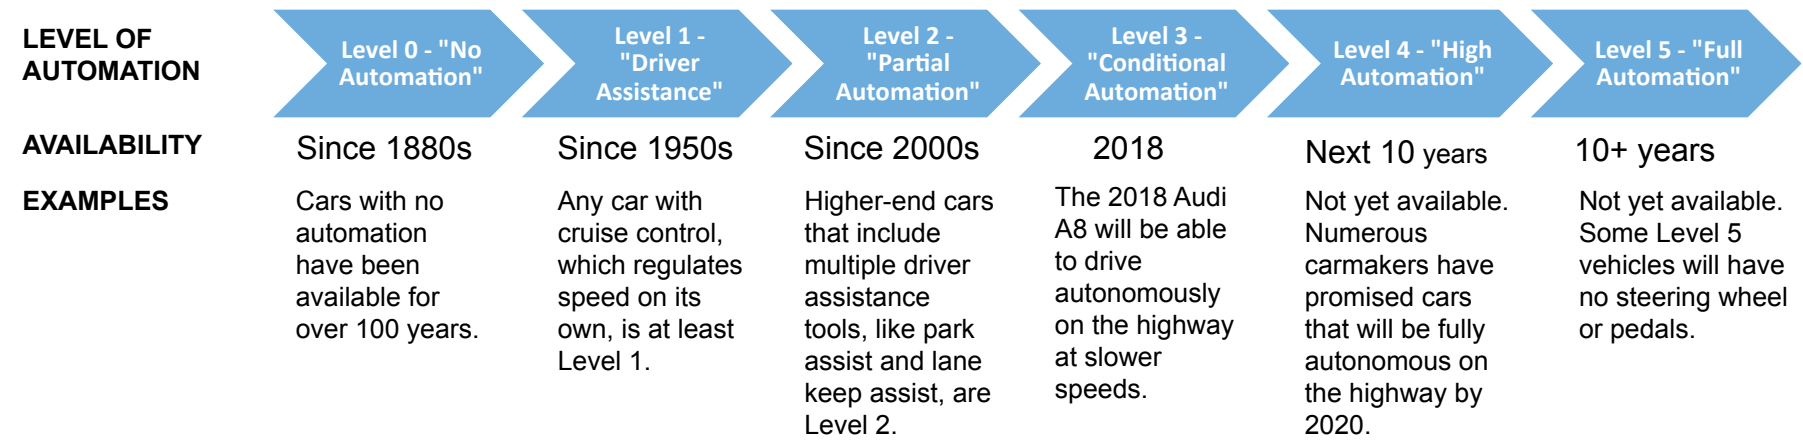 LEVEL OF
AUTOMATION
Level 0 - "No
Automation"
Level 1 -
"Driver
Assistance"
Level 2 -
"Partial
Automation"
Level 3 -
"Conditional
Automation"
Level 4 - "High
Automation"
Level 5 - "Full
Automation"
AVAILABILITY
Since 1880s
Since 1950s
Since 2000s
2018
Next 10 years
10+ years
EXAMPLES
Cars with no
automation
have been
available for
over 100 years.
Any car with
cruise control,
which regulates
speed on its
own, is at least
Level 1.
Higher-end cars
that include
multiple driver
assistance
tools, like park
assist and lane
keep assist, are
Level 2.
The 2018 Audi
A8 will be able
to drive
autonomously
on the highway
at slower
speeds.
Not yet available.
Numerous
carmakers have
promised cars
that will be fully
autonomous on
the highway by
2020.
Not yet available.
Some Level 5
vehicles will have
no steering wheel
or pedals.